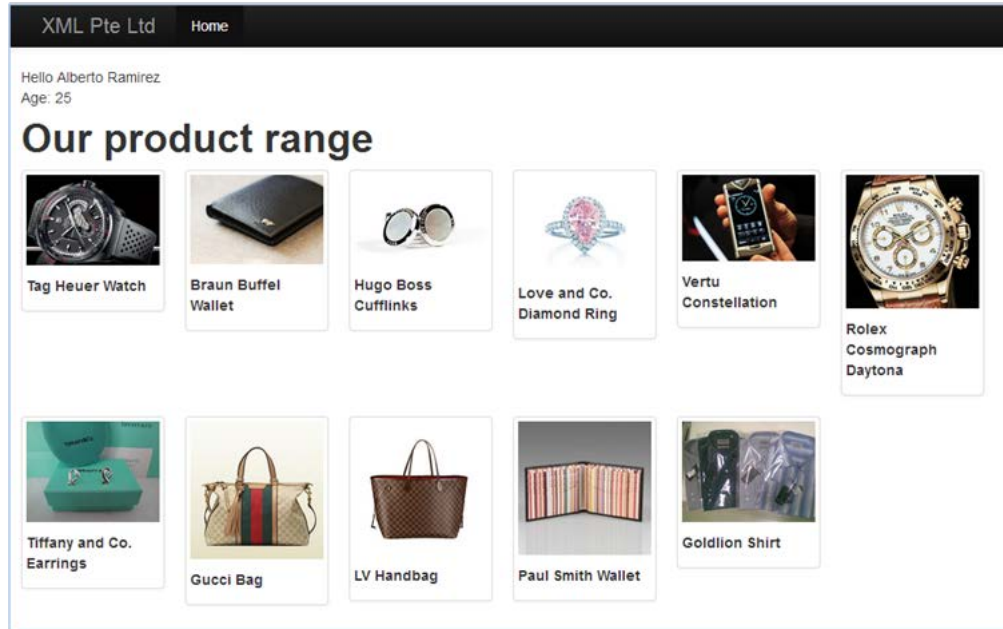 XML Pte Ltd Home
Hello Alberto Ramirez
Age: 25
Our product range
Tag Heuer Watch
Braun Buffel
Wallet
Hugo Boss
Cufflinks
Love and Co.
Diamond Ring
Vertu
Constellation
Rolex
Cosmograph
Daytona
Tiffany and Co.
Earrings
Gucci Bag
LV Handbag
Paul Smith Wallet
Goldlion Shirt